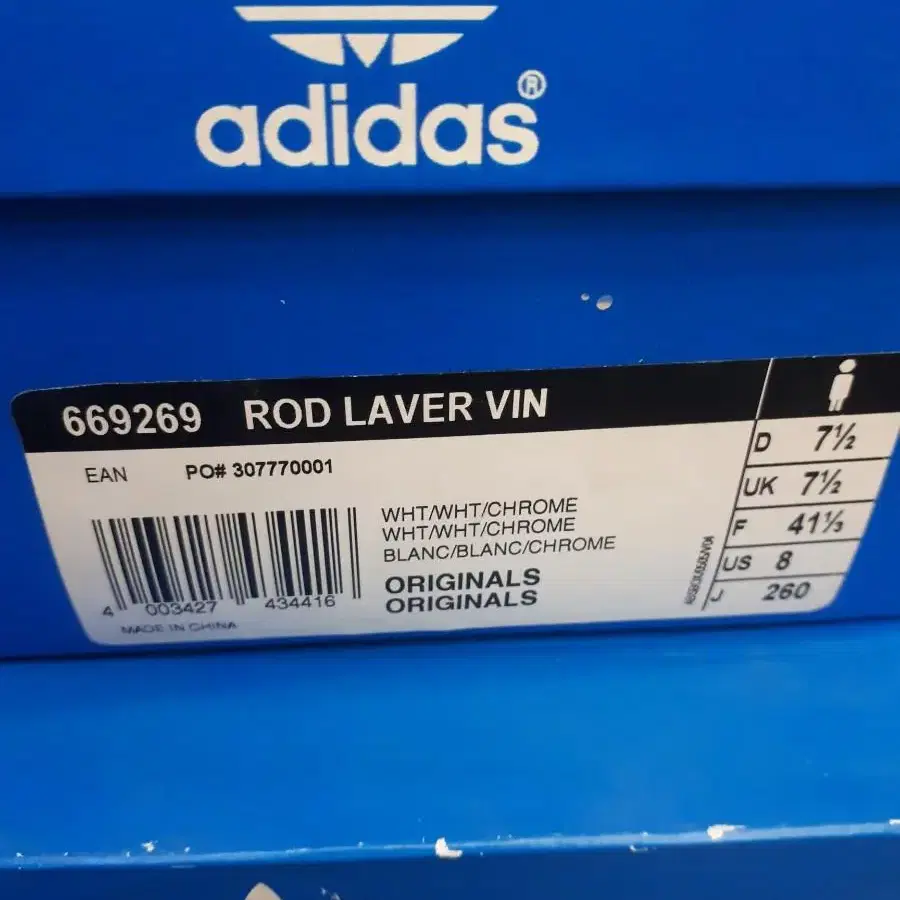 adidas®
669269 ROD LAVER VIN
EAN PO# 307770001
WHT/WHT/CHROME
WHT/WHT/CHROME
BLANC/BLANC/CHROME
ORIGINALS
ORIGINALS
4 003427 434416
MADE IN CHINA
D 7½
UK 7½
F 41⅓
US 8
J 260